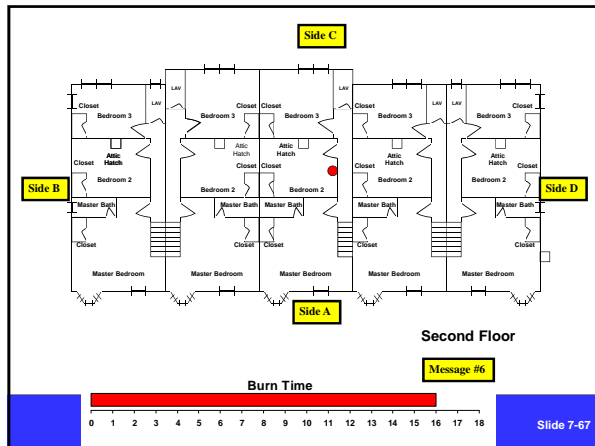 Side C
LAV
LAV
LAV
LAV
Closet
Bedroom 3
Bedroom 3
Closet
Closet
Bedroom 3
Closet
Bedroom 3
Bedroom 3
Closet
Attic
Hatch
Attic
Hatch
Attic
Hatch
Attic
Hatch
Attic
Hatch
Closet
Closet
Closet
Closet
Closet
Side B
Bedroom 2
Bedroom 2
Bedroom 2
Bedroom 2
Bedroom 2
Side D
Master Bath
Master Bath
Master Bath
Master Bath
Master Bath
Closet
Closet
Closet
Closet
Closet
Master Bedroom
Master Bedroom
Master Bedroom
Master Bedroom
Master Bedroom
Side A
Second Floor
Message #6
Burn Time
0 1 2 3 4 5 6 7 8 9 10 11 12 13 14 15 16 17 18
Slide 7-67